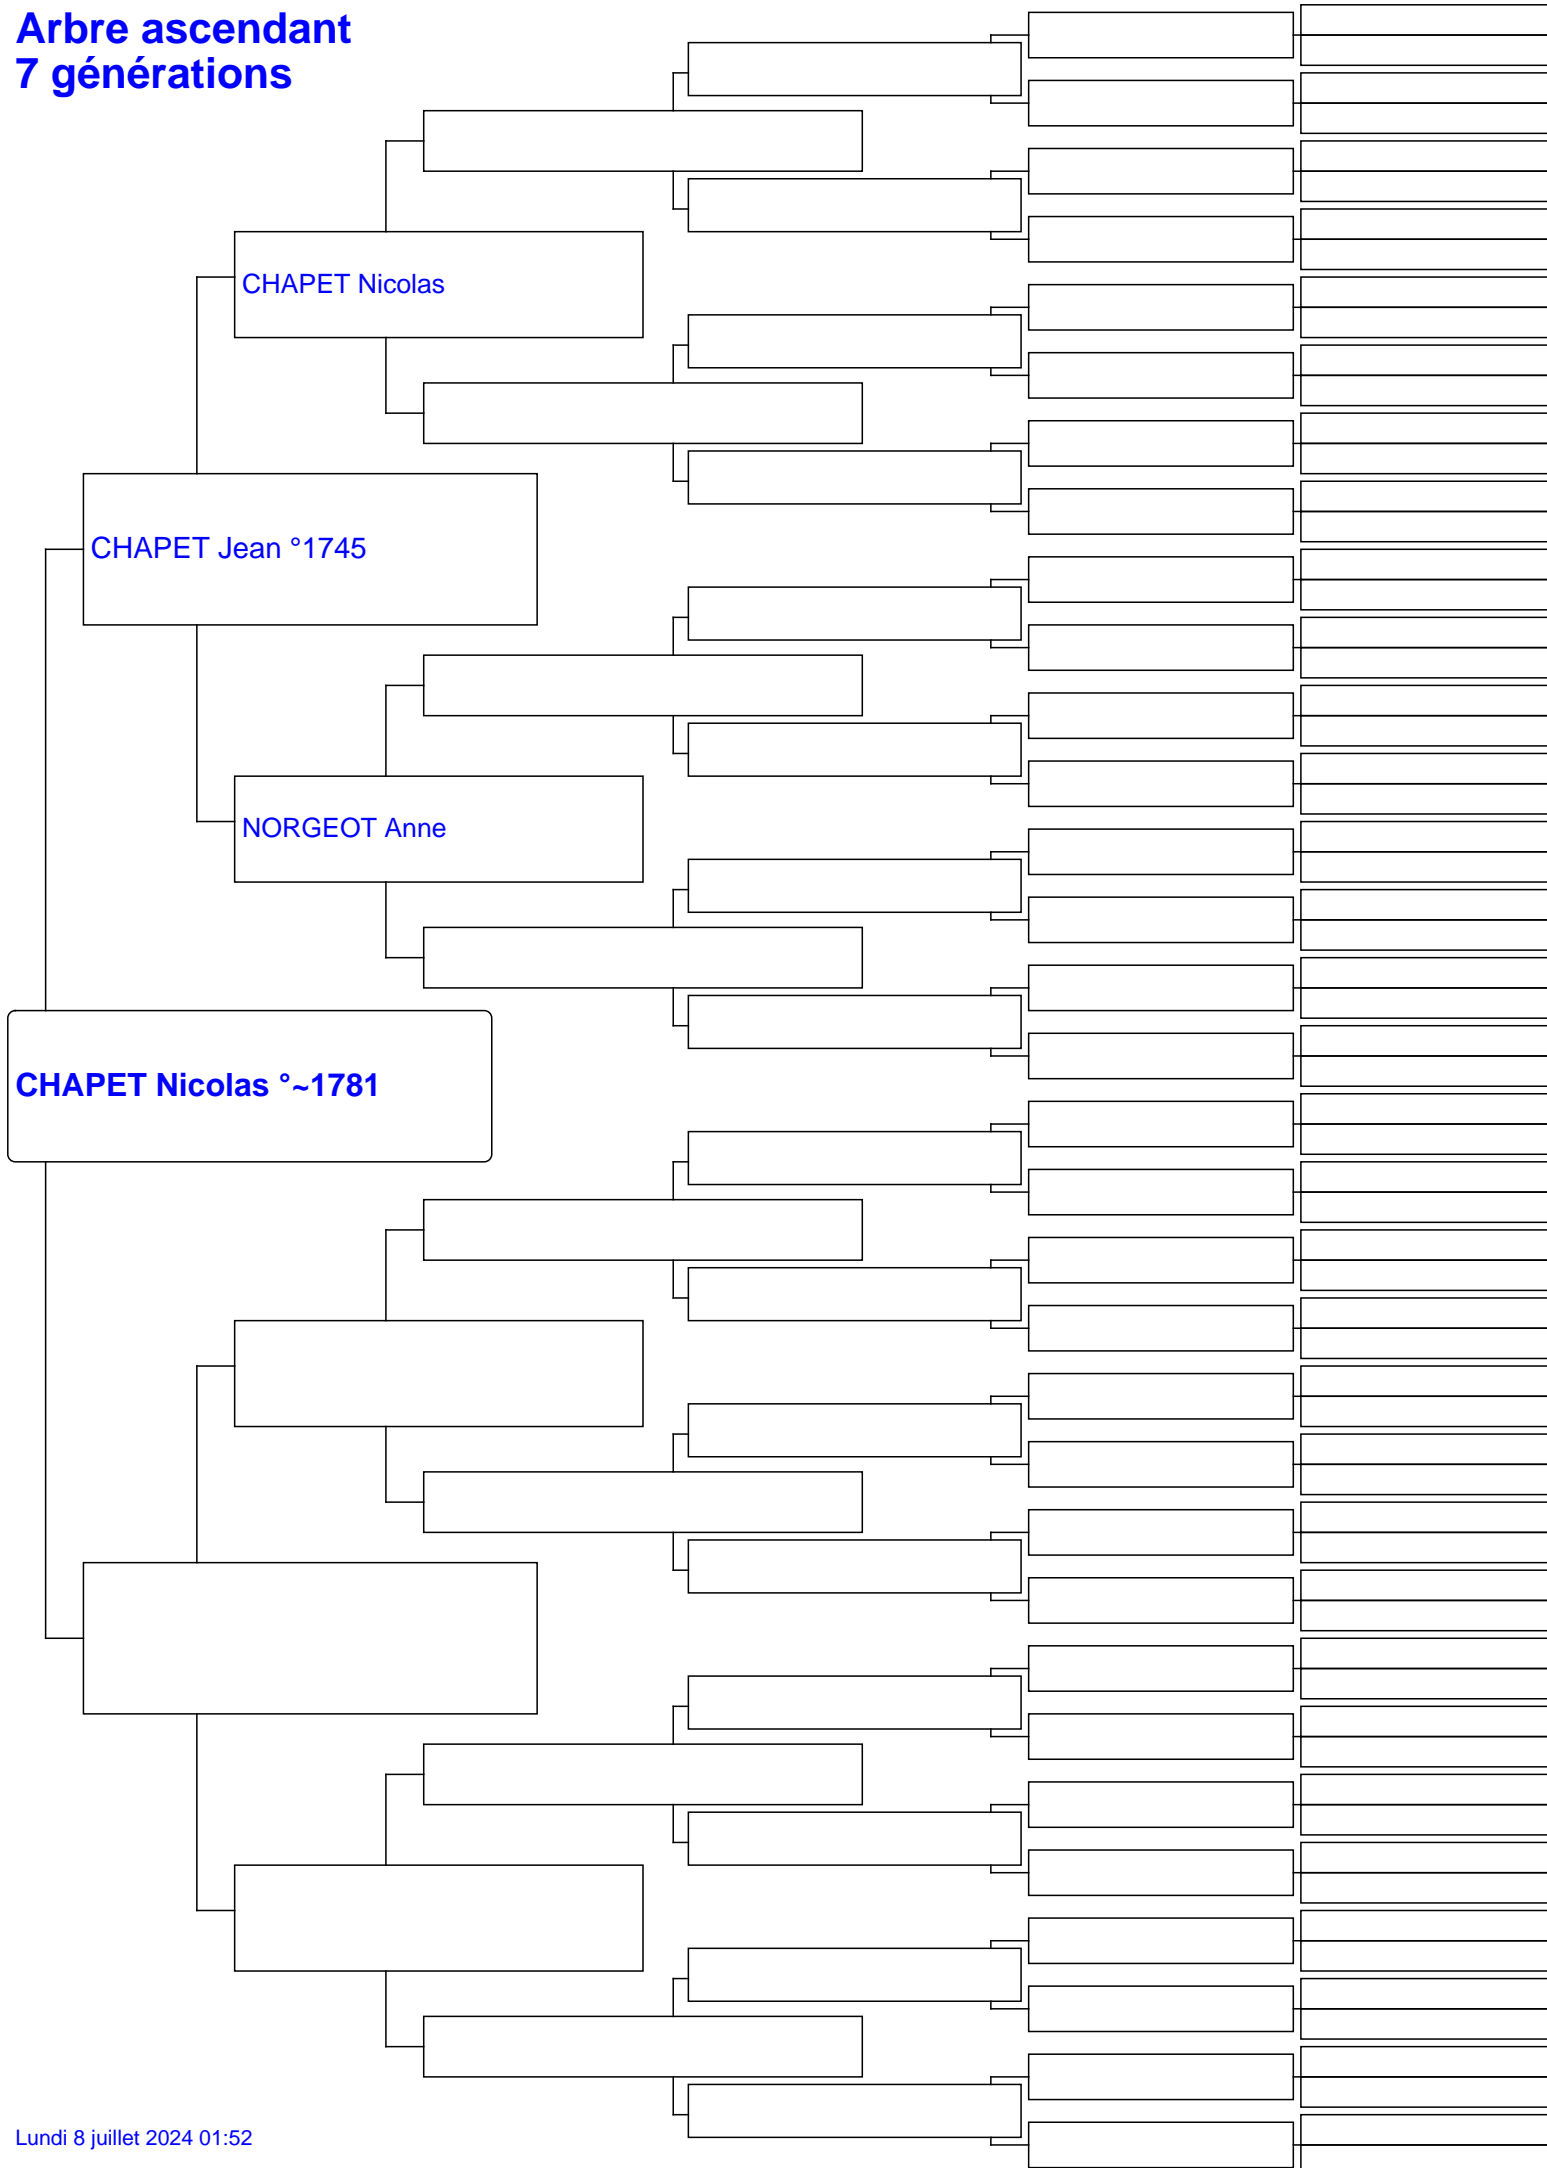 Arbre ascendant
7 générations
CHAPET Nicolas
CHAPET Jean °1745
NORGEOT Anne
CHAPET Nicolas °~1781
Lundi 8 juillet 2024 01:52